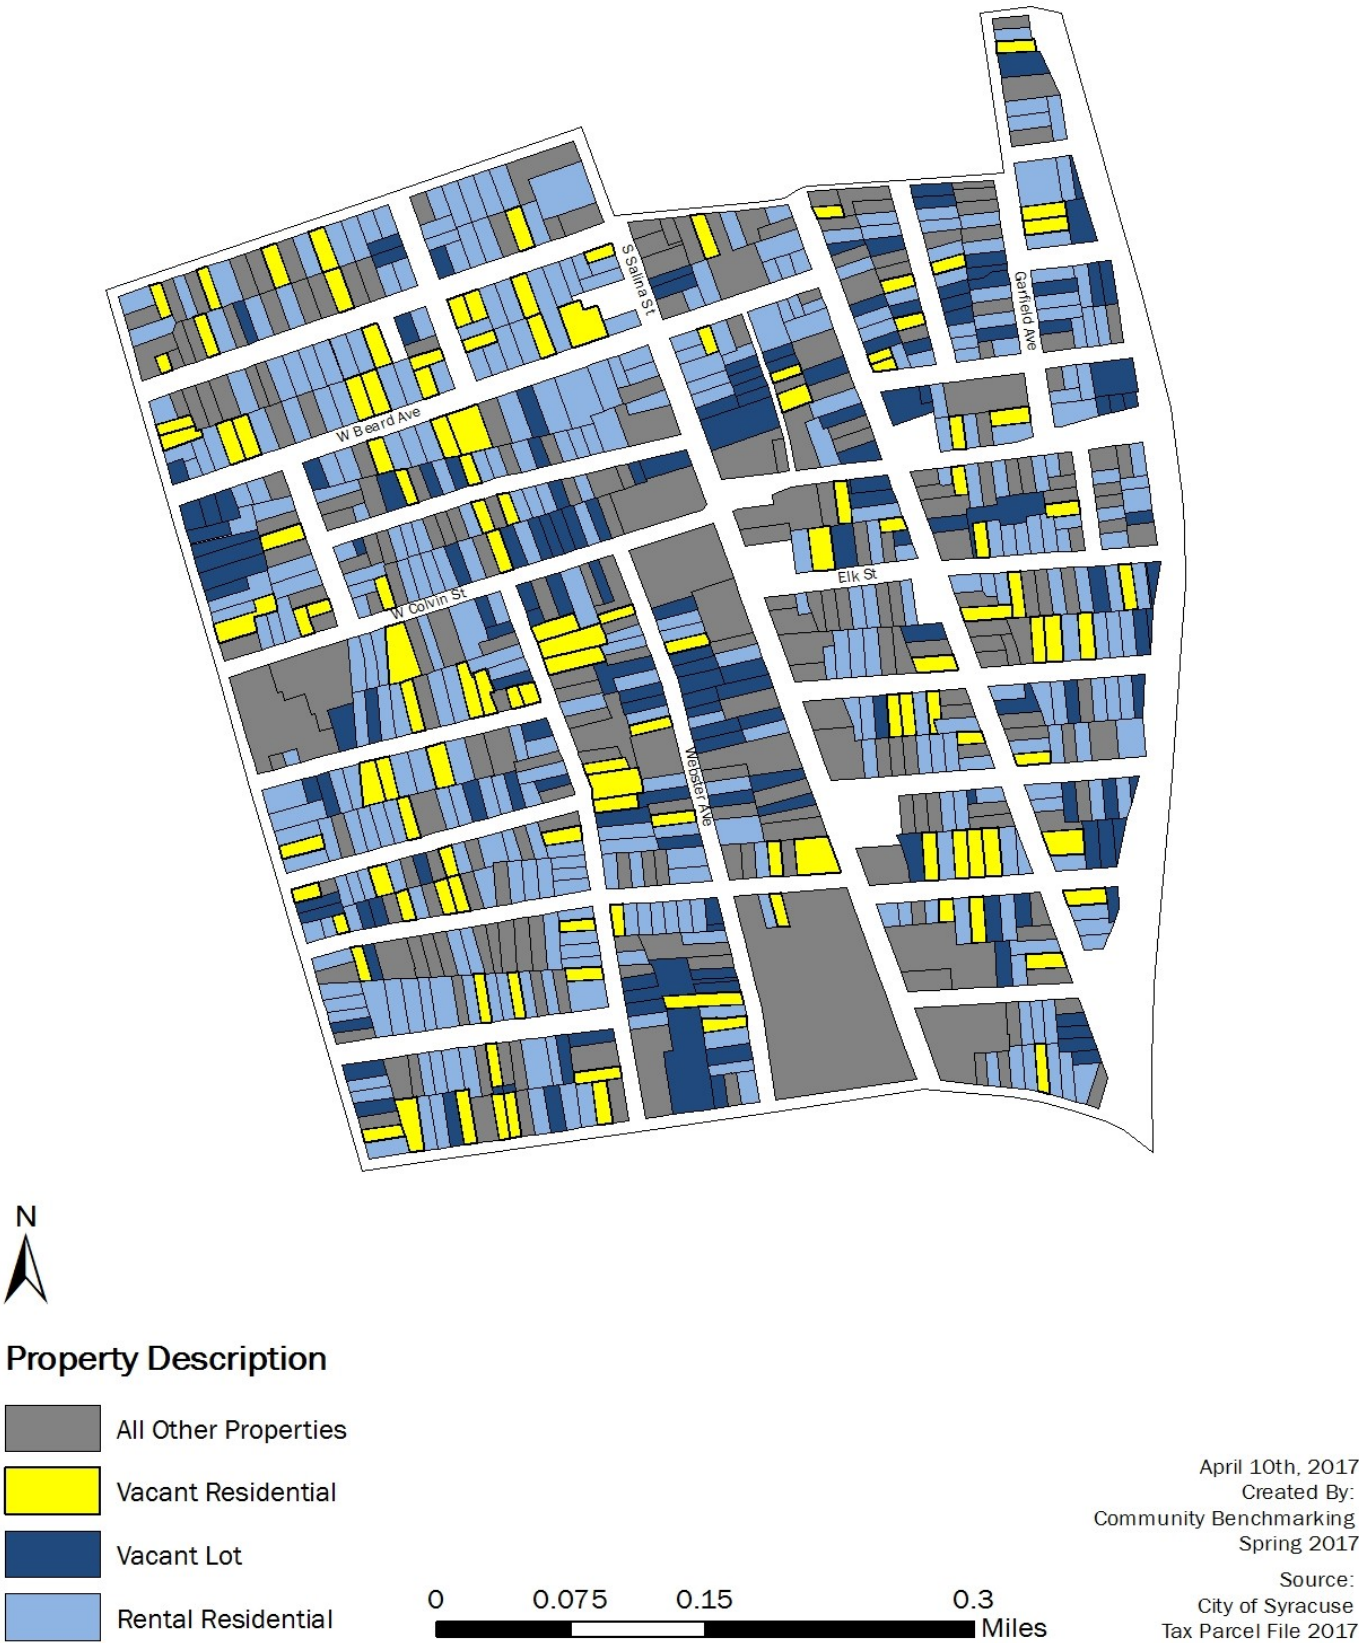 S Salina St
Garfield Ave
W Beard Ave
Elk St
W Colvin St
Webster Ave
N
Property Description
All Other Properties
Vacant Residential
Vacant Lot
Rental Residential
0 0.075 0.15 0.3
Miles
April 10th, 2017
Created By:
Community Benchmarking
Spring 2017
Source:
City of Syracuse
Tax Parcel File 2017